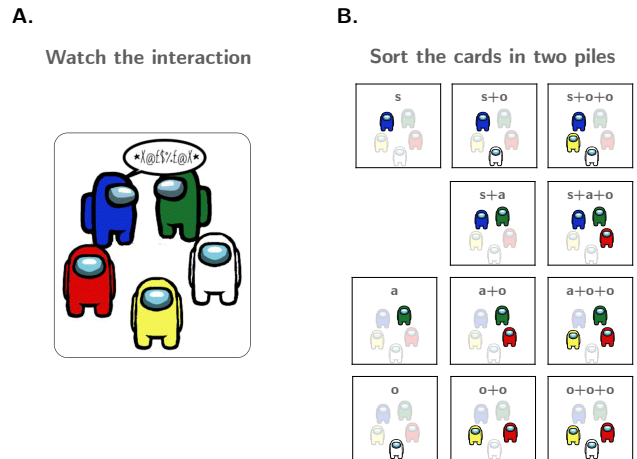 A.
Watch the interaction
*X@£$%£@X*
B.
Sort the cards in two piles
s
s+o
s+o+o
s+a
s+a+o
a
a+o
a+o+o
o
o+o
o+o+o